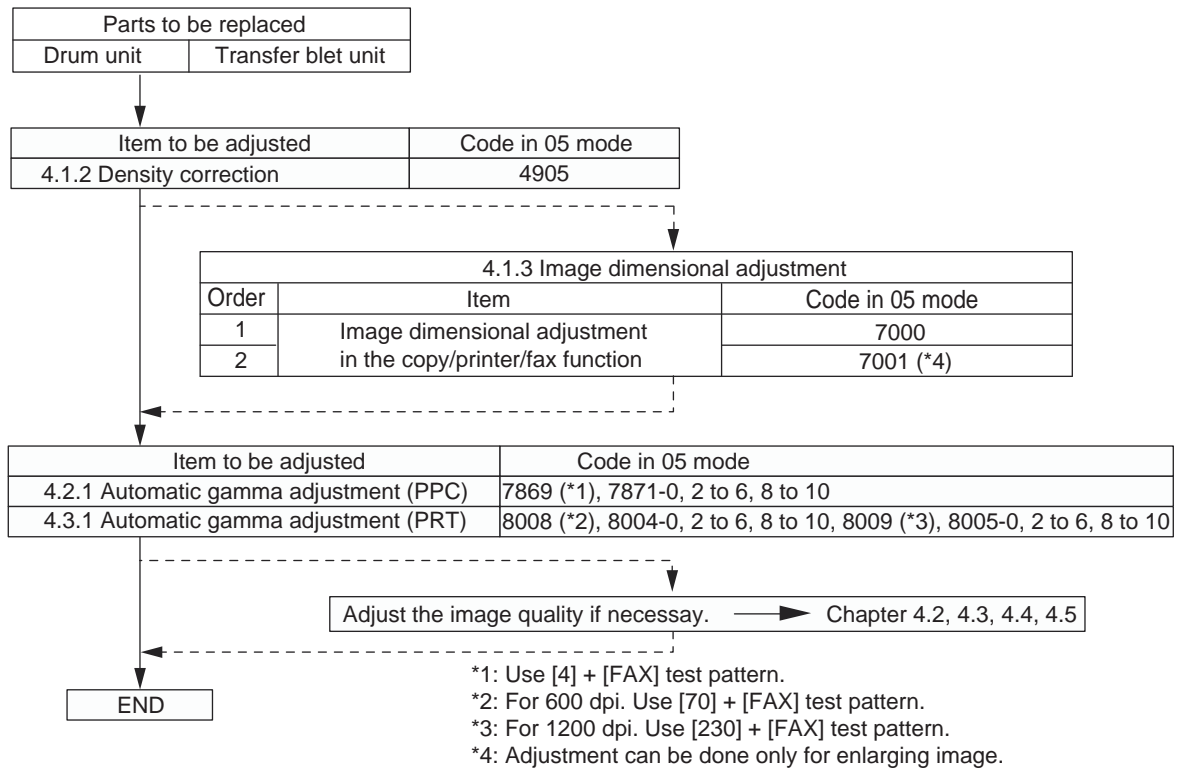 Parts to be replaced
Drum unit Transfer blet unit
Item to be adjusted Code in 05 mode
4.1.2 Density correction 4905
4.1.3 Image dimensional adjustment
Order Item Code in 05 mode
1 Image dimensional adjustment 7000
2 in the copy/printer/fax function 7001 (*4)
Item to be adjusted Code in 05 mode
4.2.1 Automatic gamma adjustment (PPC) 7869 (*1), 7871-0, 2 to 6, 8 to 10
4.3.1 Automatic gamma adjustment (PRT) 8008 (*2), 8004-0, 2 to 6, 8 to 10, 8009 (*3), 8005-0, 2 to 6, 8 to 10
Adjust the image quality if necessay. Chapter 4.2, 4.3, 4.4, 4.5
END
*1: Use [4] + [FAX] test pattern.
*2: For 600 dpi. Use [70] + [FAX] test pattern.
*3: For 1200 dpi. Use [230] + [FAX] test pattern.
*4: Adjustment can be done only for enlarging image.